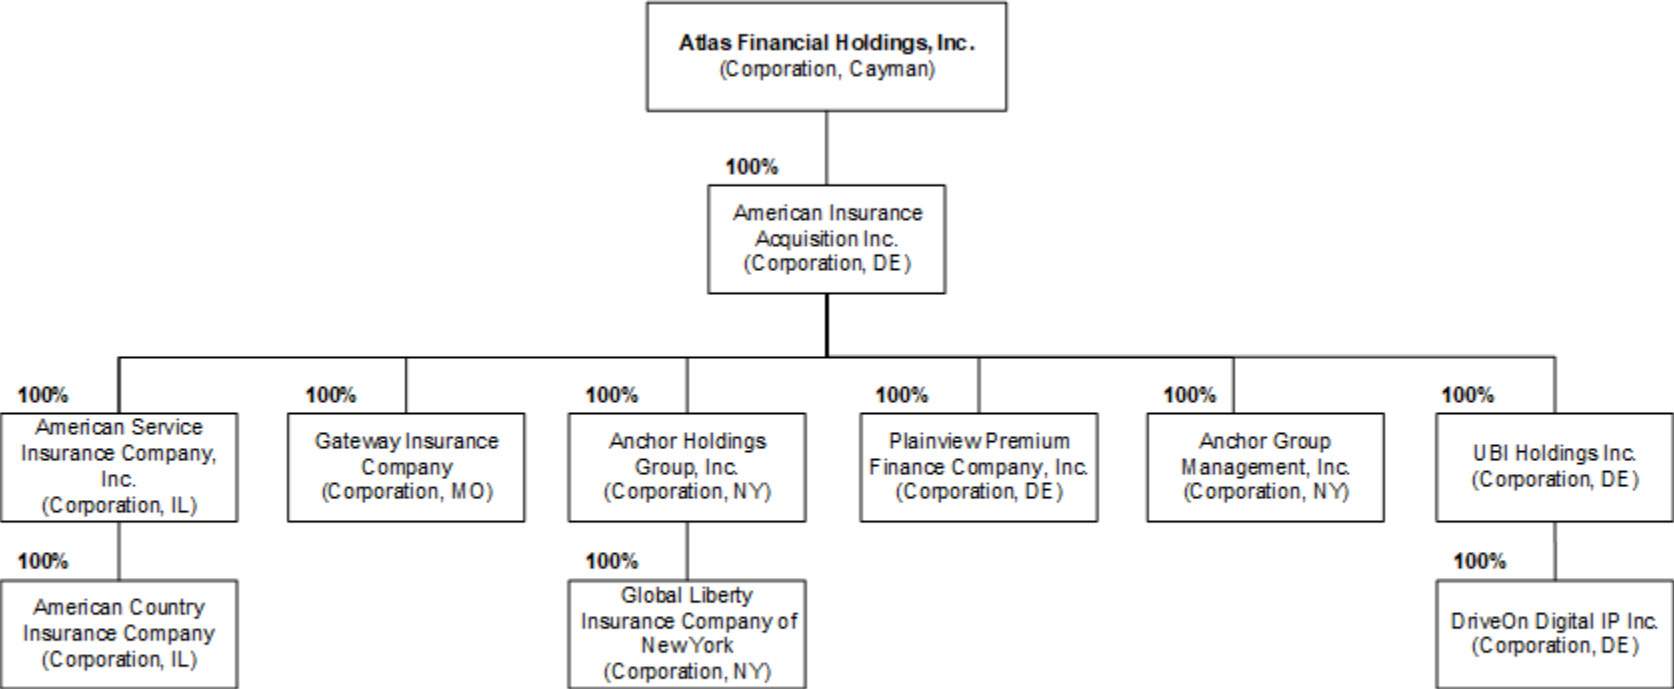 Atlas Financial Holdings, Inc.
(Corporation, Cayman)
100%
American Insurance
Acquisition Inc.
(Corporation, DE)
100%
American Service
Insurance Company,
Inc.
(Corporation, IL)
100%
Gateway Insurance
Company
(Corporation, MO)
100%
Anchor Holdings
Group, Inc.
(Corporation, NY)
100%
Plainview Premium
Finance Company, Inc.
(Corporation, DE)
100%
Anchor Group
Management, Inc.
(Corporation, NY)
100%
UBI Holdings Inc.
(Corporation, DE)
100%
American Country
Insurance Company
(Corporation, IL)
100%
Global Liberty
Insurance Company of
New York
(Corporation, NY)
100%
DriveOn Digital IP Inc.
(Corporation, DE)